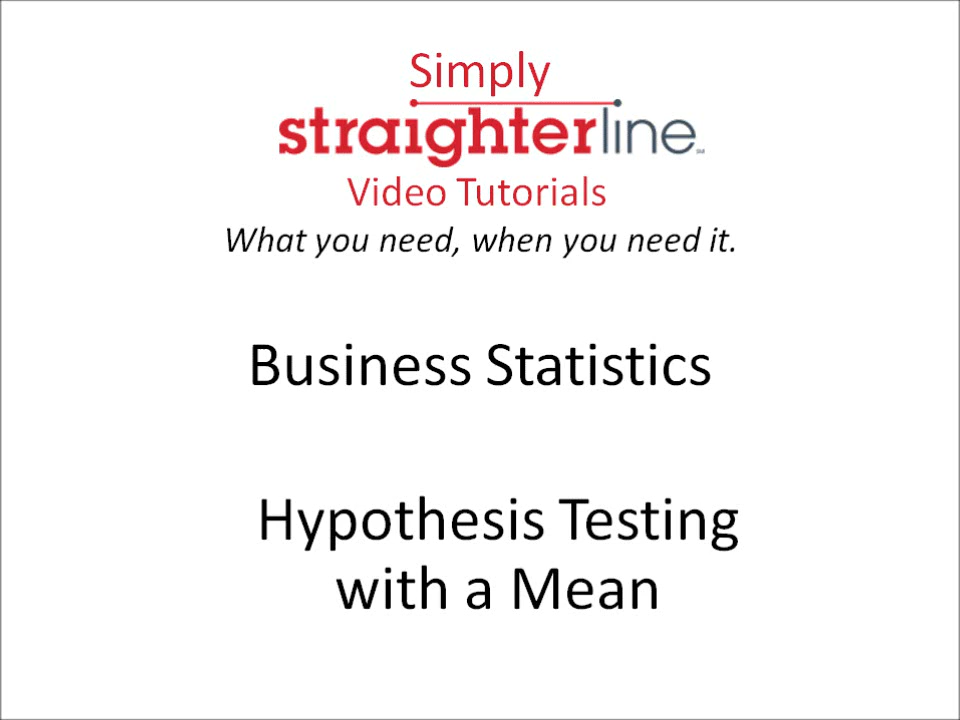 Simply
straighterline
Video Tutorials
What you need, when you need it.
Business Statistics
Hypothesis Testing
with a Mean